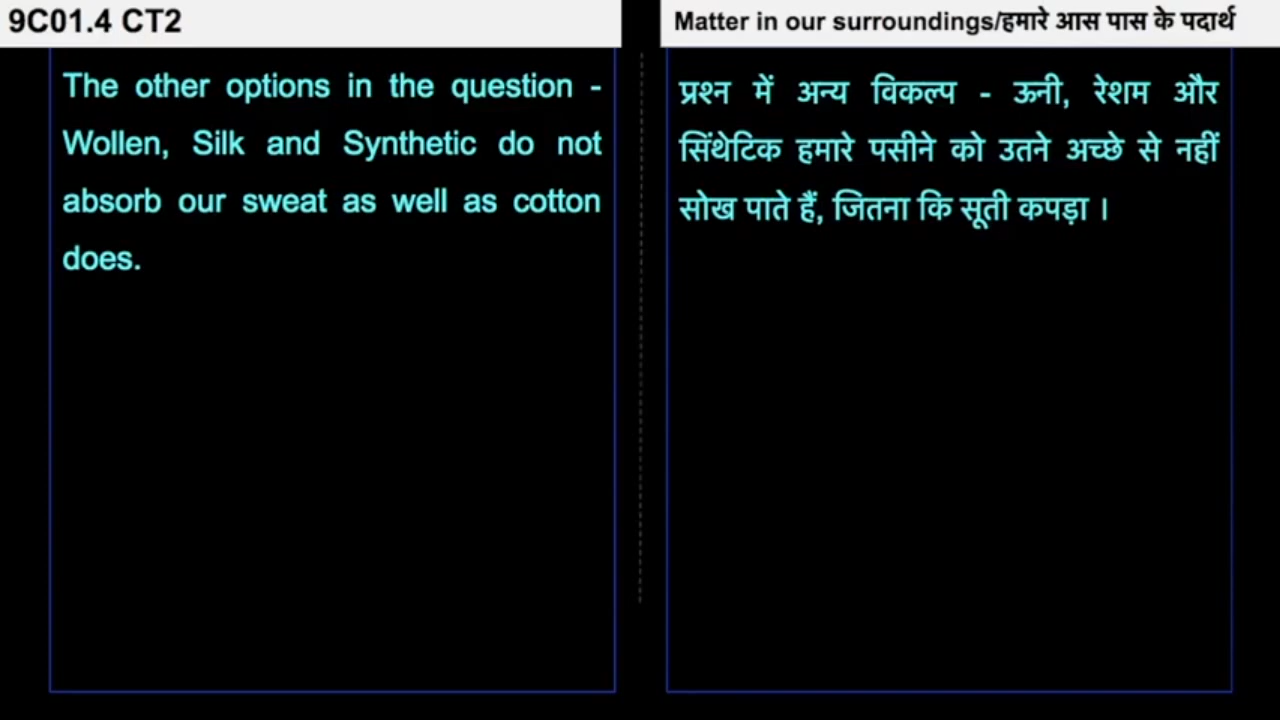 9C01.4 CT2
Matter in our surroundings/हमारे आस पास के पदार्थ
The other options in the question -
Wollen, Silk and Synthetic do not
absorb our sweat as well as cotton
does.
प्रश्न में अन्य विकल्प - ऊनी, रेशम और
सिंथेटिक हमारे पसीने को उतने अच्छे से नहीं
सोख पाते हैं, जितना कि सूती कपड़ा ।